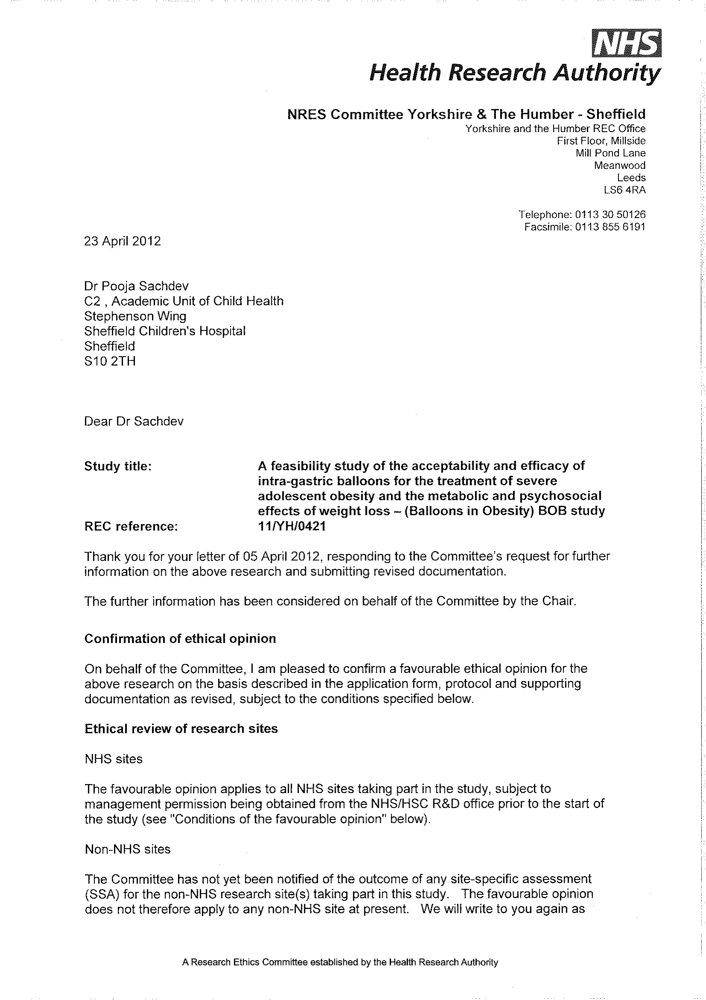 NHS
Health Research Authority
NRES Committee Yorkshire & The Humber - Sheffield
Yorkshire and the Humber REC Office
First Floor, Millside
Mill Pond Lane
Meanwood
Leeds
LS6 4RA
Telephone: 0113 30 50126
Facsimile: 0113 855 6191
23 April 2012
Dr Pooja Sachdev
C2 , Academic Unit of Child Health
Stephenson Wing
Sheffield Children's Hospital
Sheffield
S10 2TH
Dear Dr Sachdev
Study title: A feasibility study of the acceptability and efficacy of
intra-gastric balloons for the treatment of severe
adolescent obesity and the metabolic and psychosocial
effects of weight loss – (Balloons in Obesity) BOB study
REC reference: 11/YH/0421
Thank you for your letter of 05 April 2012, responding to the Committee's request for further
information on the above research and submitting revised documentation.
The further information has been considered on behalf of the Committee by the Chair.
Confirmation of ethical opinion
On behalf of the Committee, I am pleased to confirm a favourable ethical opinion for the
above research on the basis described in the application form, protocol and supporting
documentation as revised, subject to the conditions specified below.
Ethical review of research sites
NHS sites
The favourable opinion applies to all NHS sites taking part in the study, subject to
management permission being obtained from the NHS/HSC R&D office prior to the start of
the study (see "Conditions of the favourable opinion" below).
Non-NHS sites
The Committee has not yet been notified of the outcome of any site-specific assessment
(SSA) for the non-NHS research site(s) taking part in this study. The favourable opinion
does not therefore apply to any non-NHS site at present. We will write to you again as
A Research Ethics Committee established by the Health Research Authority